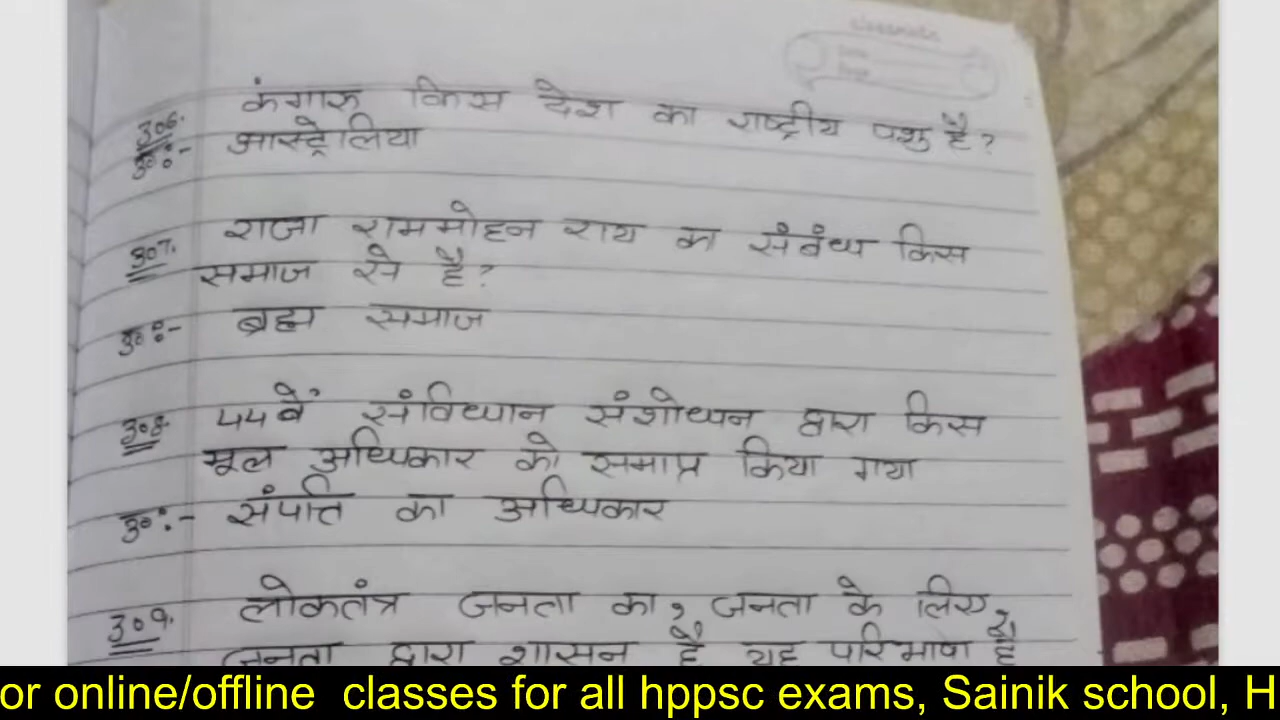 classmate
306. कंगारू किस देश का राष्ट्रीय पशु है?
उ०:- आस्ट्रेलिया
307. राजा राममोहन राय का संबंध किस
समाज से है?
उ०:- ब्रह्म समाज
308. 44वें संविधान संशोधन द्वारा किस
मूल अधिकार को समाप्त किया गया
उ०:- संपत्ति का अधिकार
309. लोकतंत्र जनता का, जनता के लिए,
जनता द्वारा शासन है यह परिभाषा है
or online/offline classes for all hppsc exams, Sainik school, H